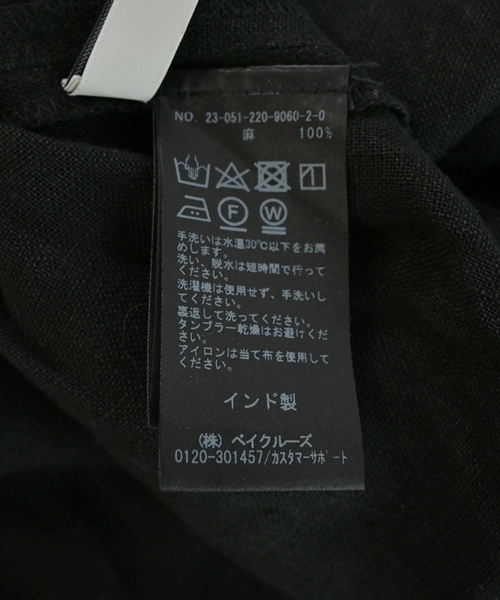 NO. 23-051-220-9060-2-0
麻 100%
F W
手洗いは水温30℃以下をお薦
めします。
洗い、脱水は短時間で行って
ください。
洗濯機は使用せず、手洗いし
てください。
裏返して洗ってください。
タンブラー乾燥はお避けくだ
さい。
アイロンは当て布を使用して
ください。
インド製
(株) ベイクルーズ
0120-301457/カスタマーサポート